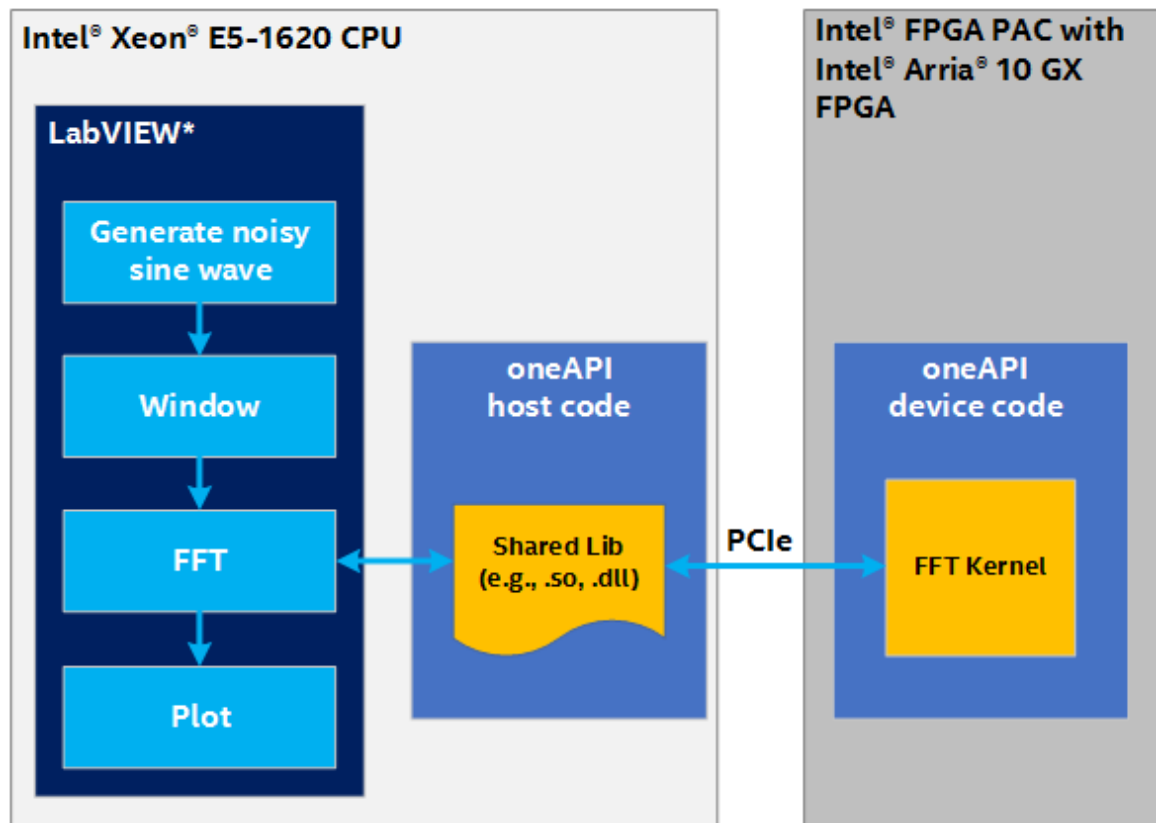 Intel® Xeon® E5-1620 CPU
LabVIEW*
Generate noisy
sine wave
Window
FFT
Plot
oneAPI
host code
Shared Lib
(e.g., .so, .dll)
PCIe
Intel® FPGA PAC with
Intel® Arria® 10 GX
FPGA
oneAPI
device code
FFT Kernel